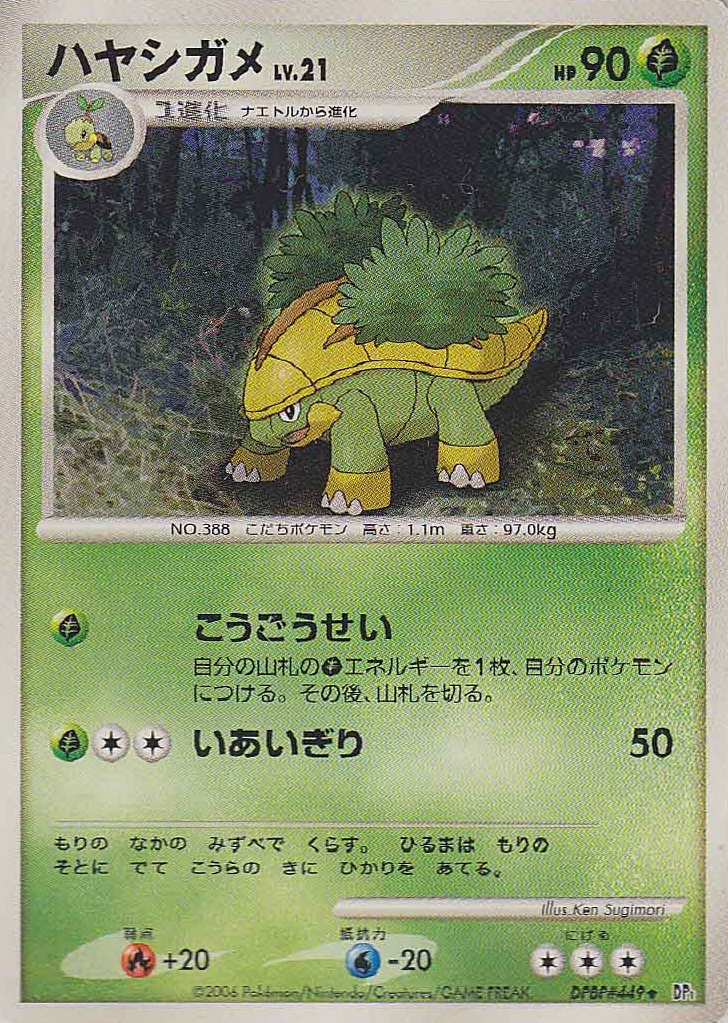 ハヤシガメ LV.21 HP 90
1進化 ナエトルから進化
NO.388 こだちポケモン 高さ：1.1m 重さ：97.0kg
こうごうせい
自分の山札のエネルギーを1枚、自分のポケモン
につける。その後、山札を切る。
いあいぎり 50
もりの なかの みずべで くらす。 ひるまは もりの
そとに でて こうらの きに ひかりを あてる。
Illus.Ken Sugimori
弱点 抵抗力 にげる
+20 -20
©2006 Pokémon/Nintendo/Creatures/GAME FREAK. DPBP#449 DP1